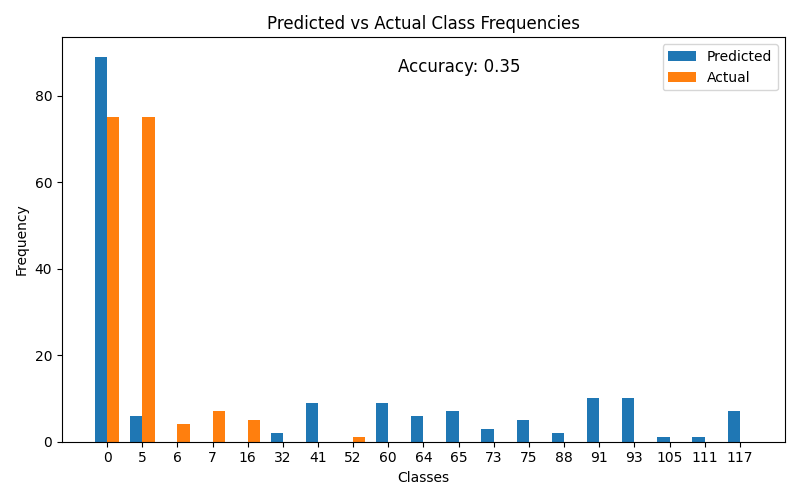 Predicted vs Actual Class Frequencies
Accuracy: 0.35
Predicted
Actual
Frequency
80
60
40
20
0
0 5 6 7 16 32 41 52 60 64 65 73 75 88 91 93 105 111 117
Classes